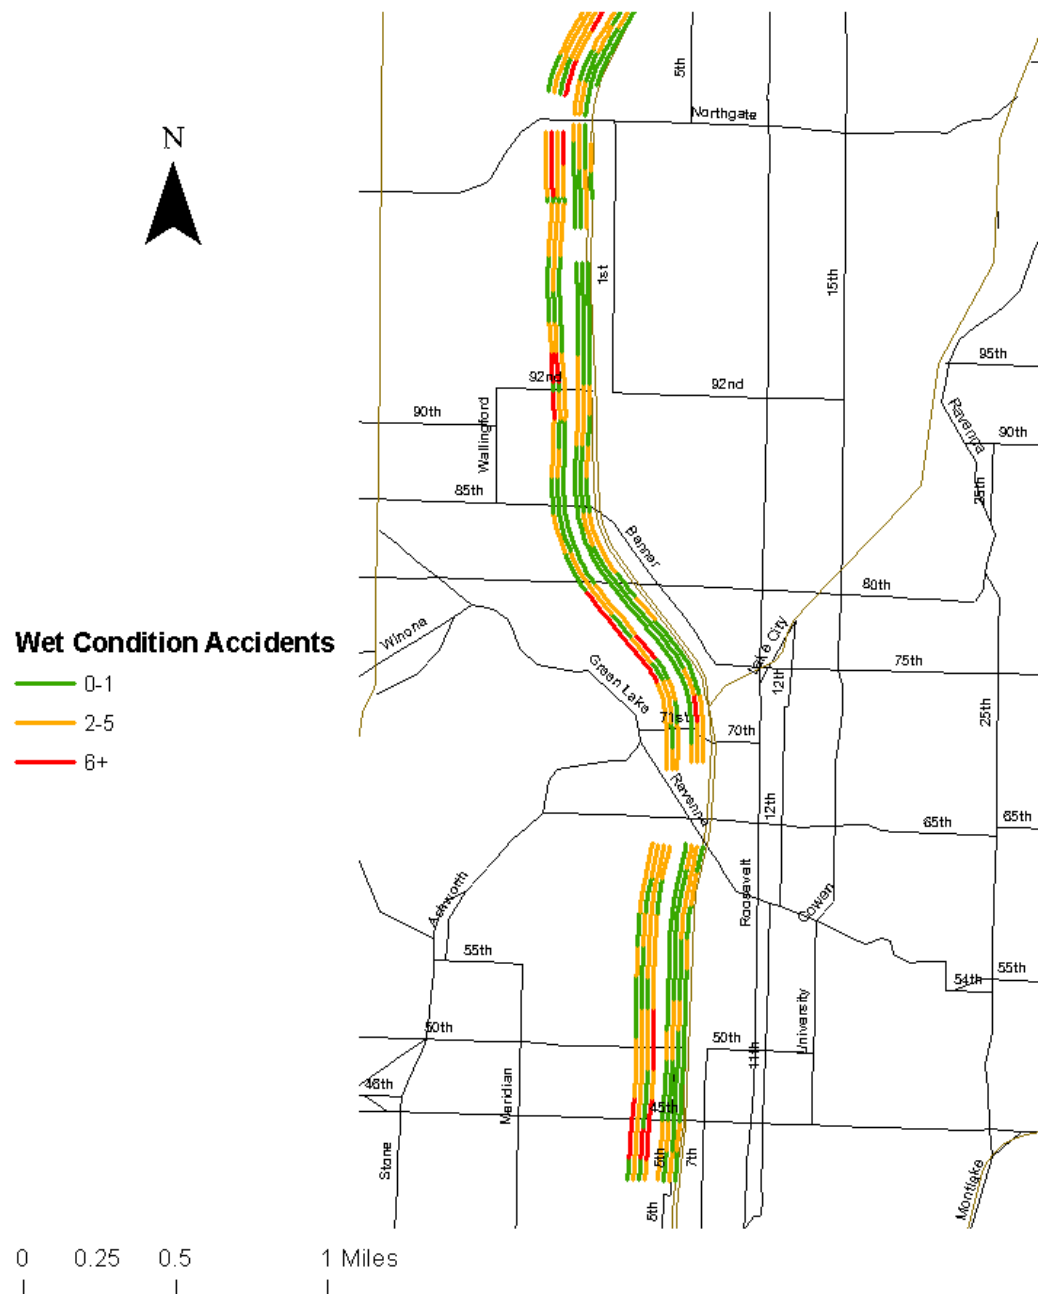 5th
Northgate
N
1st
15th
95th
92nd
92nd
Ravenna
90th
Wallingford
90th
25th
85th
Banner
80th
Winona
Lake City
Wet Condition Accidents
75th
Green Lake
12th
0-1
25th
71st
70th
2-5
6+
Ravenna
12th
65th
65th
Roosevelt
Ashworth
Cowen
55th
55th
54th
University
50th
50th
11th
46th
Meridian
45th
Stone
5th
7th
Montlake
5th
0 0.25 0.5 1 Miles